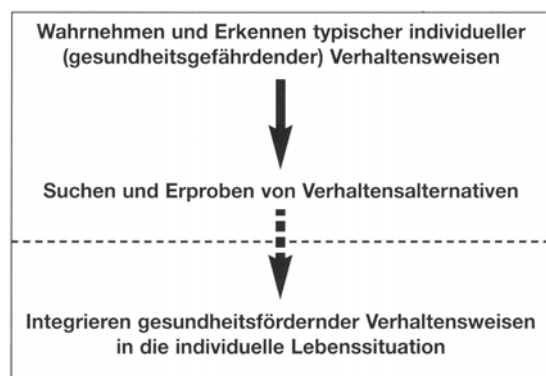 Wahrnehmen und Erkennen typischer individueller
(gesundheitsgefährdender) Verhaltensweisen
Suchen und Erproben von Verhaltensalternativen
Integrieren gesundheitsfördernder Verhaltensweisen
in die individuelle Lebenssituation